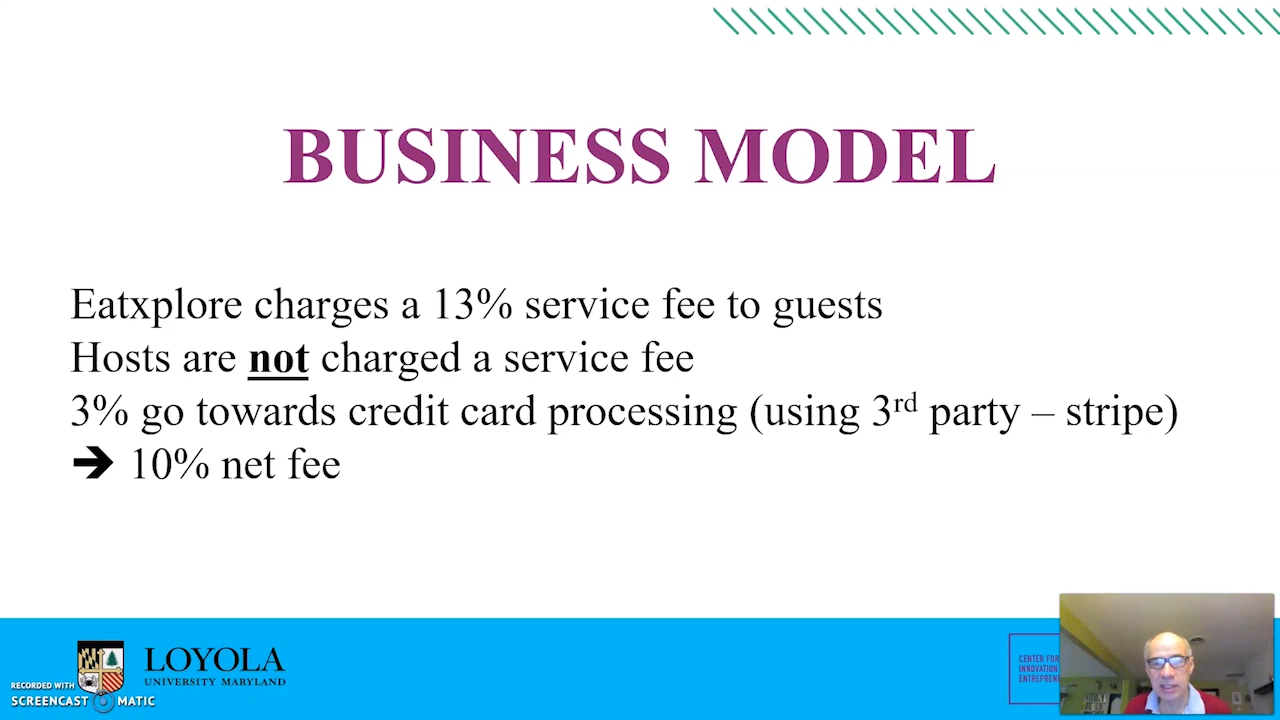 BUSINESS MODEL
Eatxplore charges a 13% service fee to guests
Hosts are not charged a service fee
3% go towards credit card processing (using 3rd party – stripe)
➔ 10% net fee
LOYOLA
UNIVERSITY MARYLAND
RECORDED WITH
SCREENCAST MATIC
CENTER FOR
INNOVATION